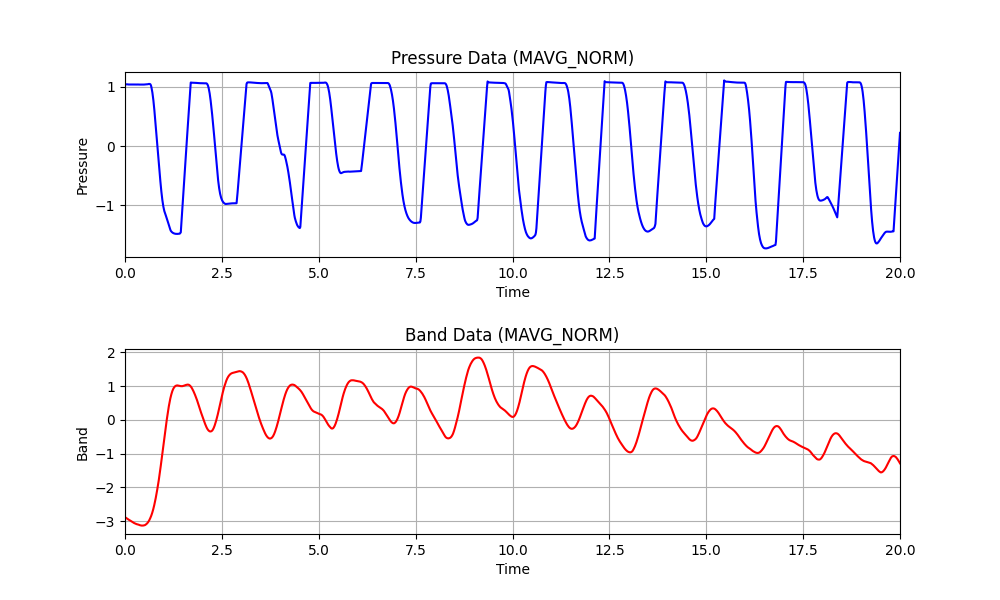 Pressure Data (MAVG_NORM)
1
0
−1
Pressure
0.0 2.5 5.0 7.5 10.0 12.5 15.0 17.5 20.0
Time
Band Data (MAVG_NORM)
2
1
0
−1
−2
−3
Band
0.0 2.5 5.0 7.5 10.0 12.5 15.0 17.5 20.0
Time